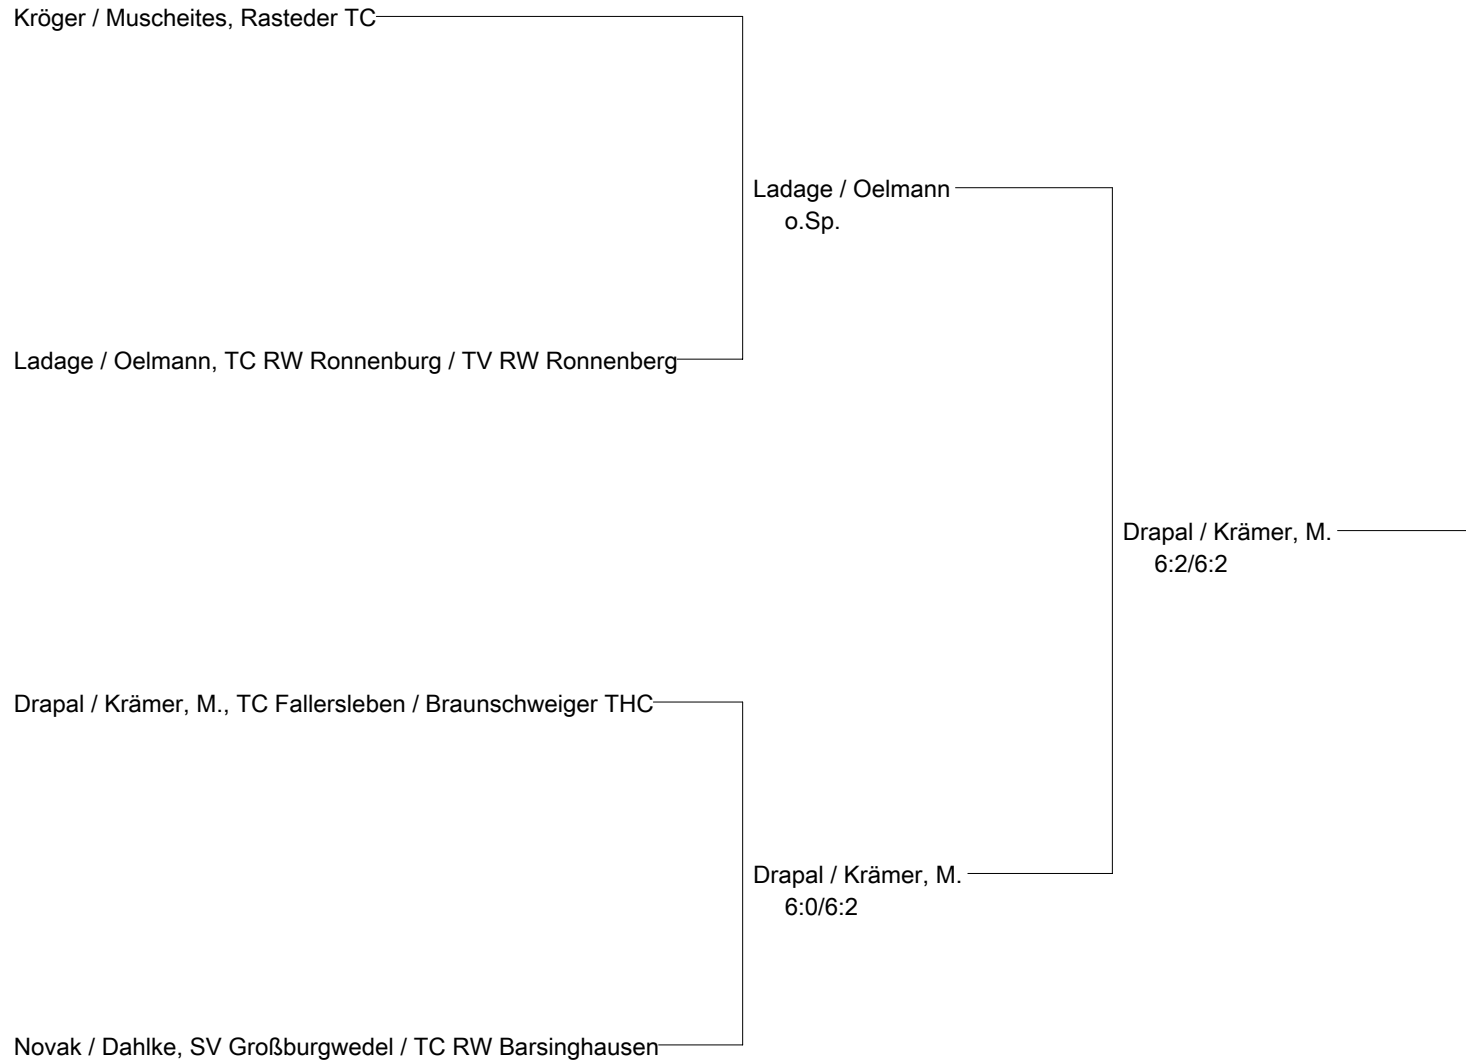 Kröger / Muscheites, Rasteder TC
Ladage / Oelmann
o.Sp.
Ladage / Oelmann, TC RW Ronnenburg / TV RW Ronnenberg
Drapal / Krämer, M.
6:2/6:2
Drapal / Krämer, M., TC Fallersleben / Braunschweiger THC
Drapal / Krämer, M.
6:0/6:2
Novak / Dahlke, SV Großburgwedel / TC RW Barsinghausen